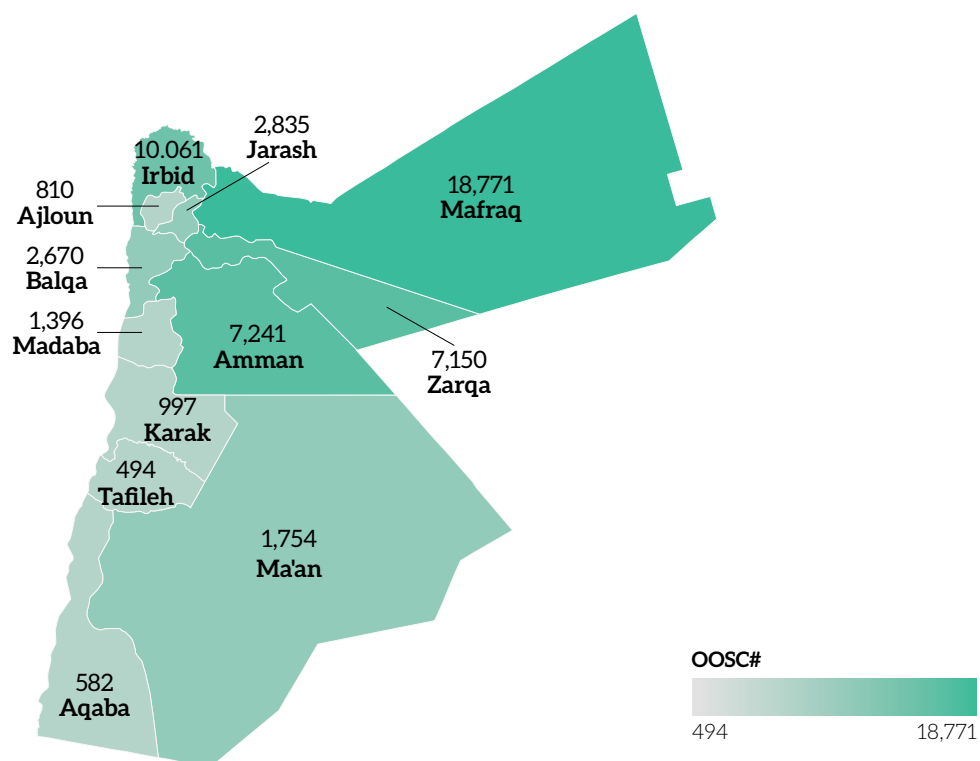 2,835
Jarash
10.061
Irbid
810
Ajloun
18,771
Mafraq
2,670
Balqa
1,396
Madaba
7,241
Amman
7,150
Zarqa
997
Karak
494
Tafileh
1,754
Ma'an
582
Aqaba
OOSC#
494
18,771